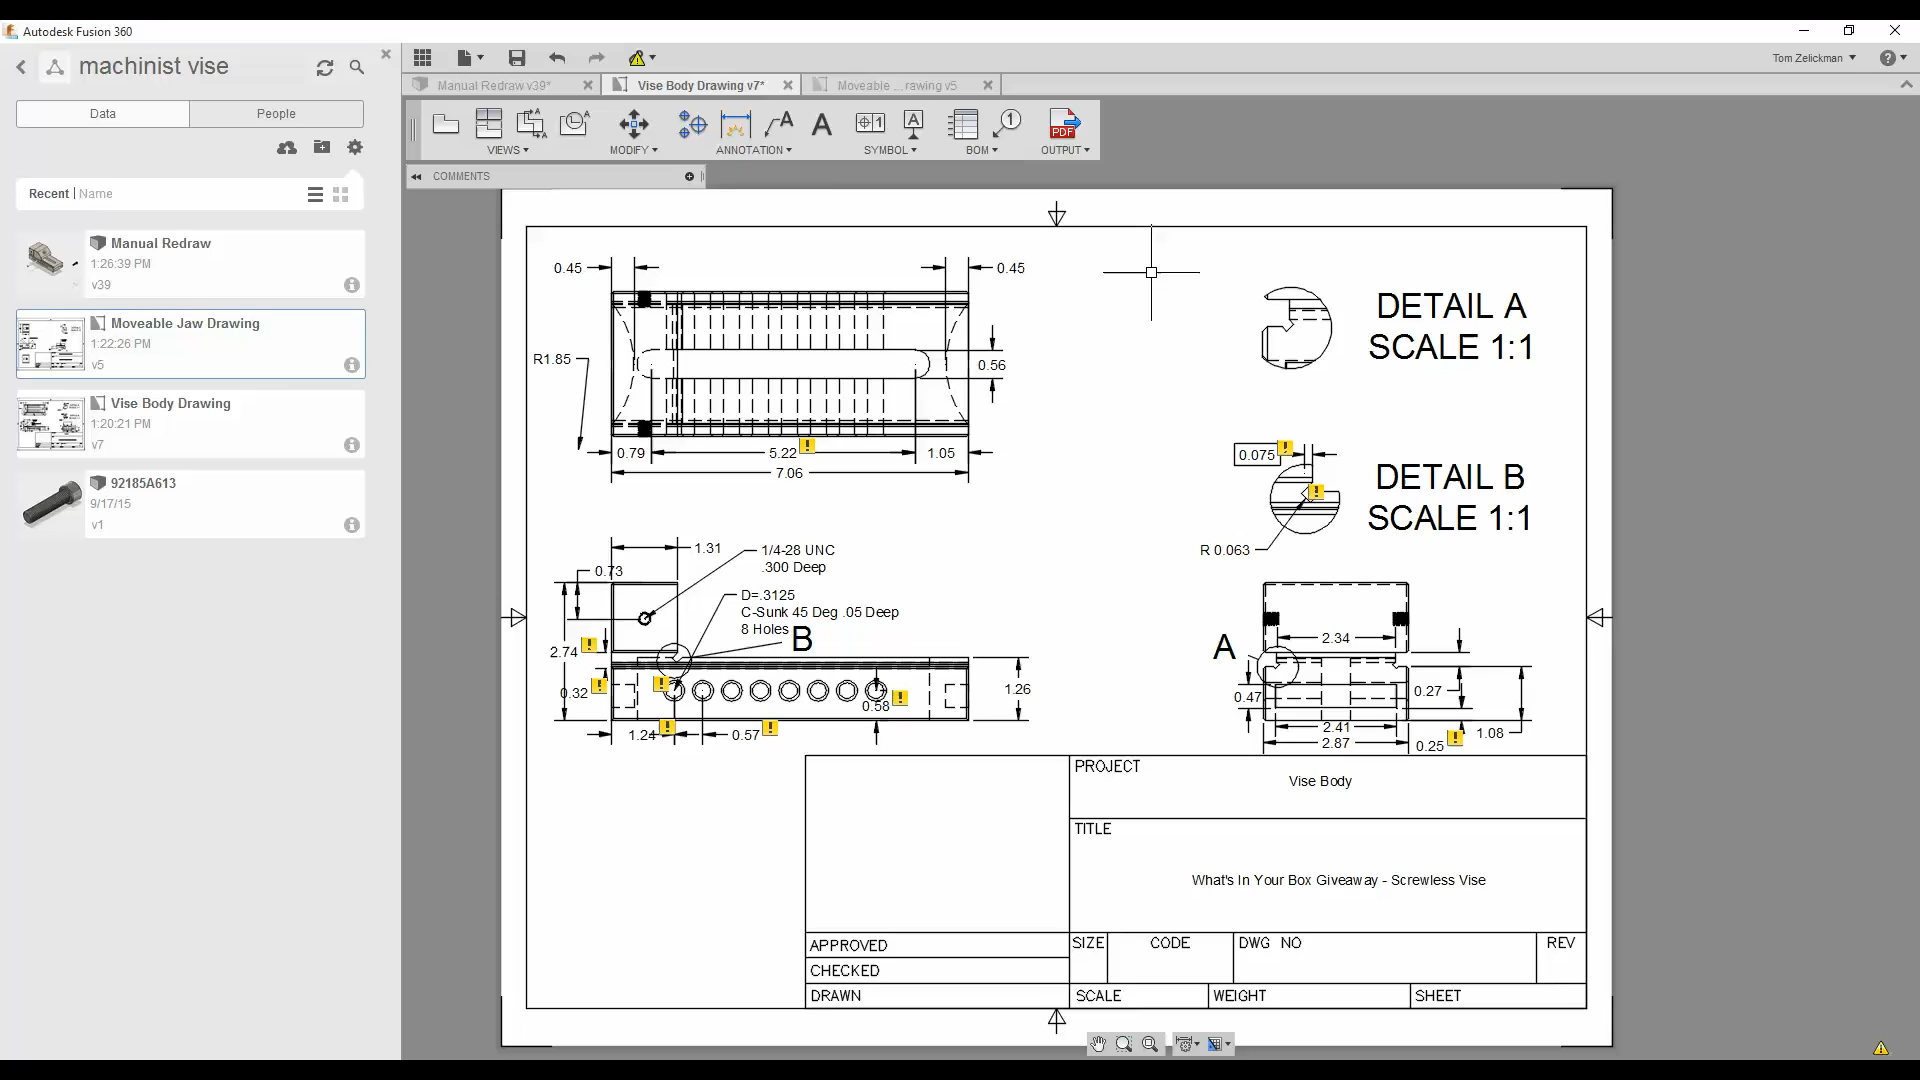 Autodesk Fusion 360
machinist vise
Tom Zelickman
Manual Redraw v39*
Vise Body Drawing v7*
Moveable ...rawing v5
Data
People
VIEWS
MODIFY
ANNOTATION
SYMBOL
BOM
PDF
OUTPUT
COMMENTS
Recent | Name
Manual Redraw
1:26:39 PM
v39
Moveable Jaw Drawing
1:22:26 PM
v5
Vise Body Drawing
1:20:21 PM
v7
92185A613
9/17/15
v1
0.45
0.45
R1.85
0.56
0.79
5.22
1.05
7.06
DETAIL A
SCALE 1:1
0.075
DETAIL B
SCALE 1:1
R 0.063
1.31
1/4-28 UNC
.300 Deep
0.73
D=.3125
C-Sunk 45 Deg .05 Deep
8 Holes
B
2.74
0.32
1.26
0.58
1.24
0.57
A
2.34
0.47
0.27
2.41
2.87
0.25
1.08
PROJECT
Vise Body
TITLE
What's In Your Box Giveaway - Screwless Vise
APPROVED
CHECKED
DRAWN
SIZE
CODE
DWG NO
REV
SCALE
WEIGHT
SHEET